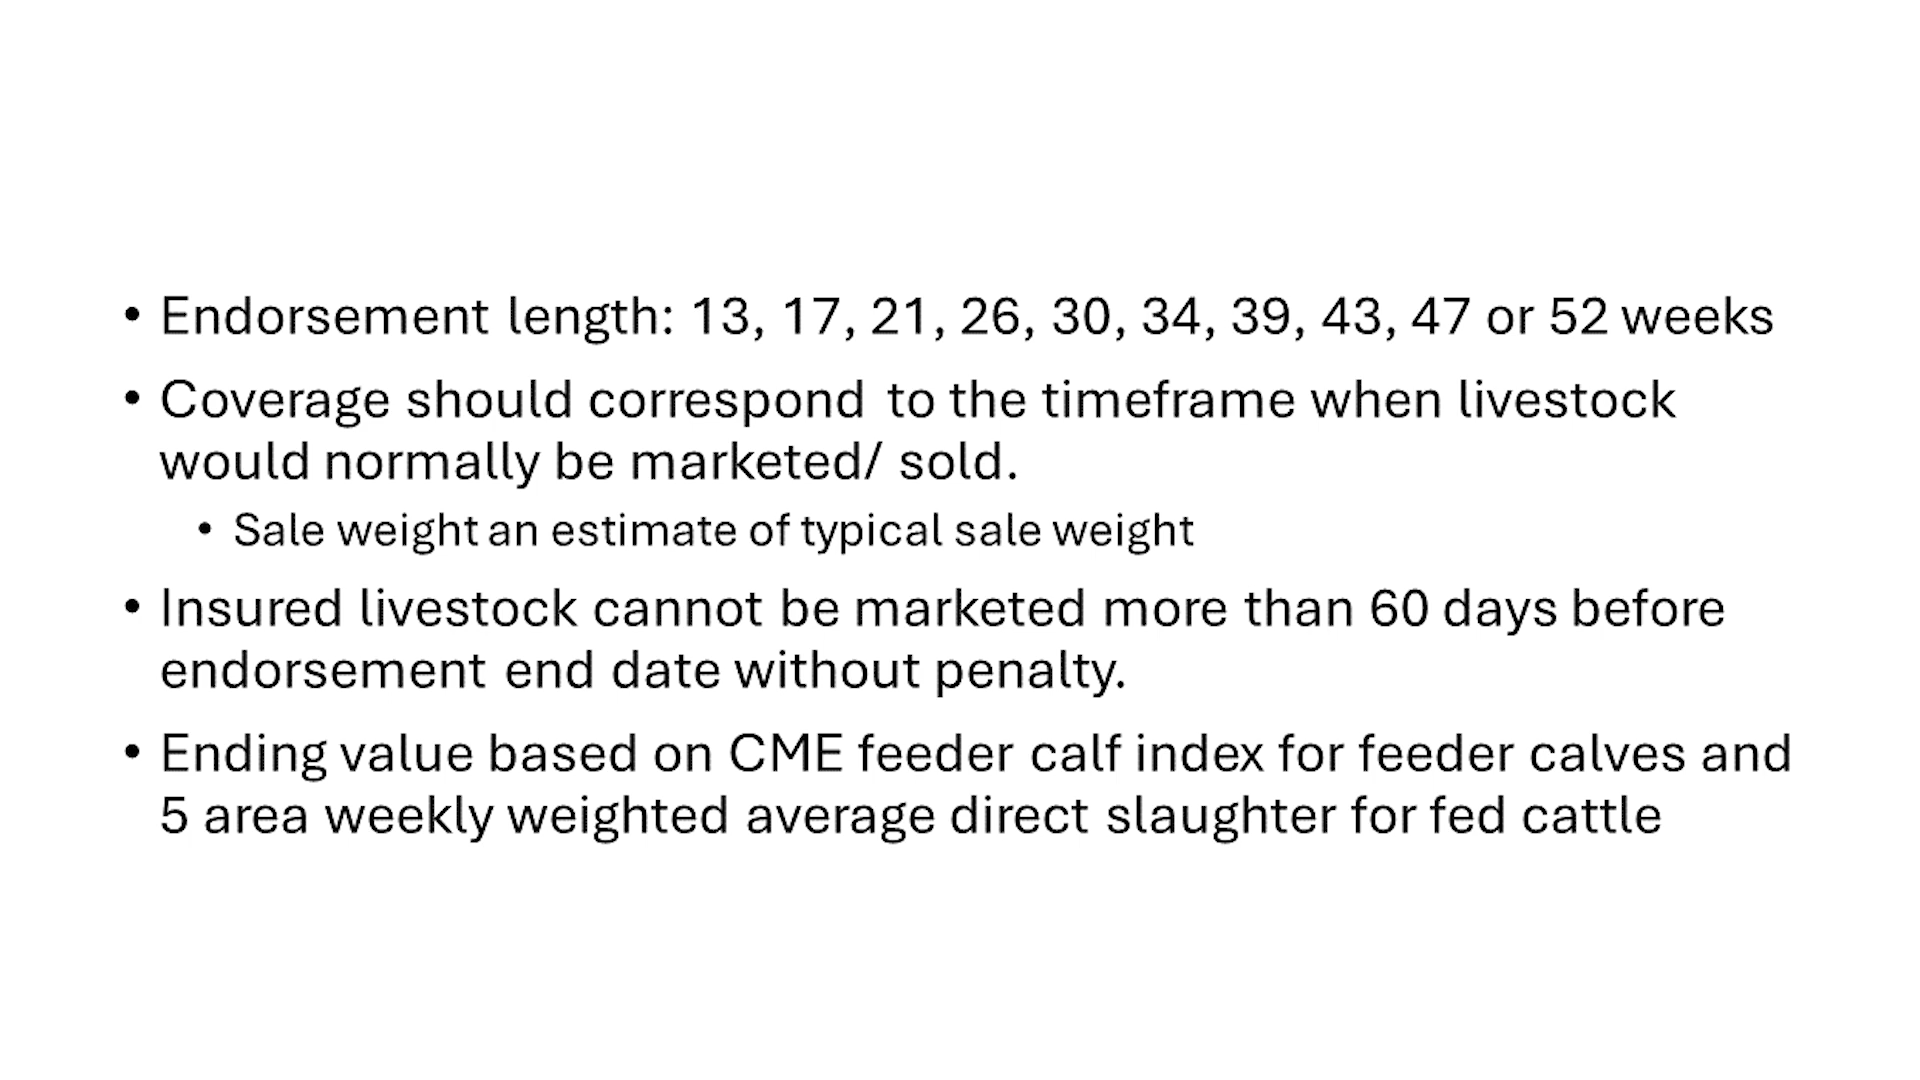 • Endorsement length: 13, 17, 21, 26, 30, 34, 39, 43, 47 or 52 weeks
• Coverage should correspond to the timeframe when livestock
would normally be marketed/ sold.
• Sale weight an estimate of typical sale weight
• Insured livestock cannot be marketed more than 60 days before
endorsement end date without penalty.
• Ending value based on CME feeder calf index for feeder calves and
5 area weekly weighted average direct slaughter for fed cattle